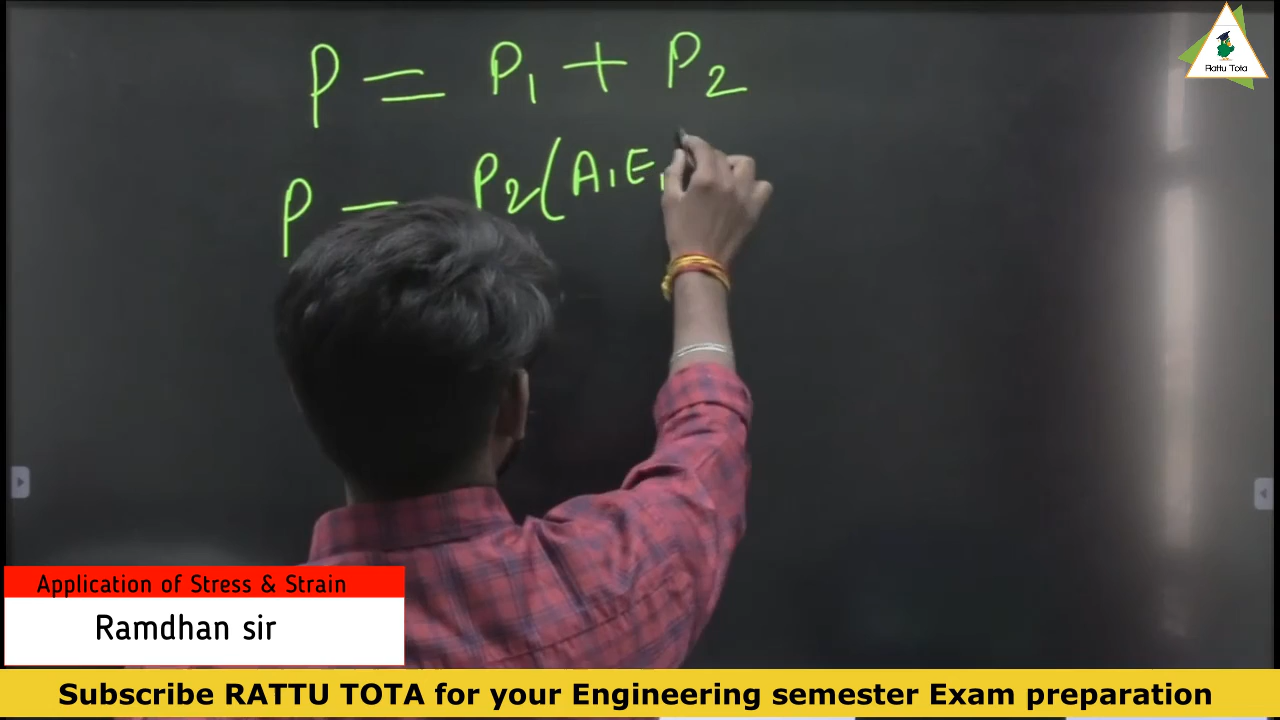 P = P1 + P2
P = P2(A1E1
Rattu Tota
Application of Stress & Strain
Ramdhan sir
Subscribe RATTU TOTA for your Engineering semester Exam preparation